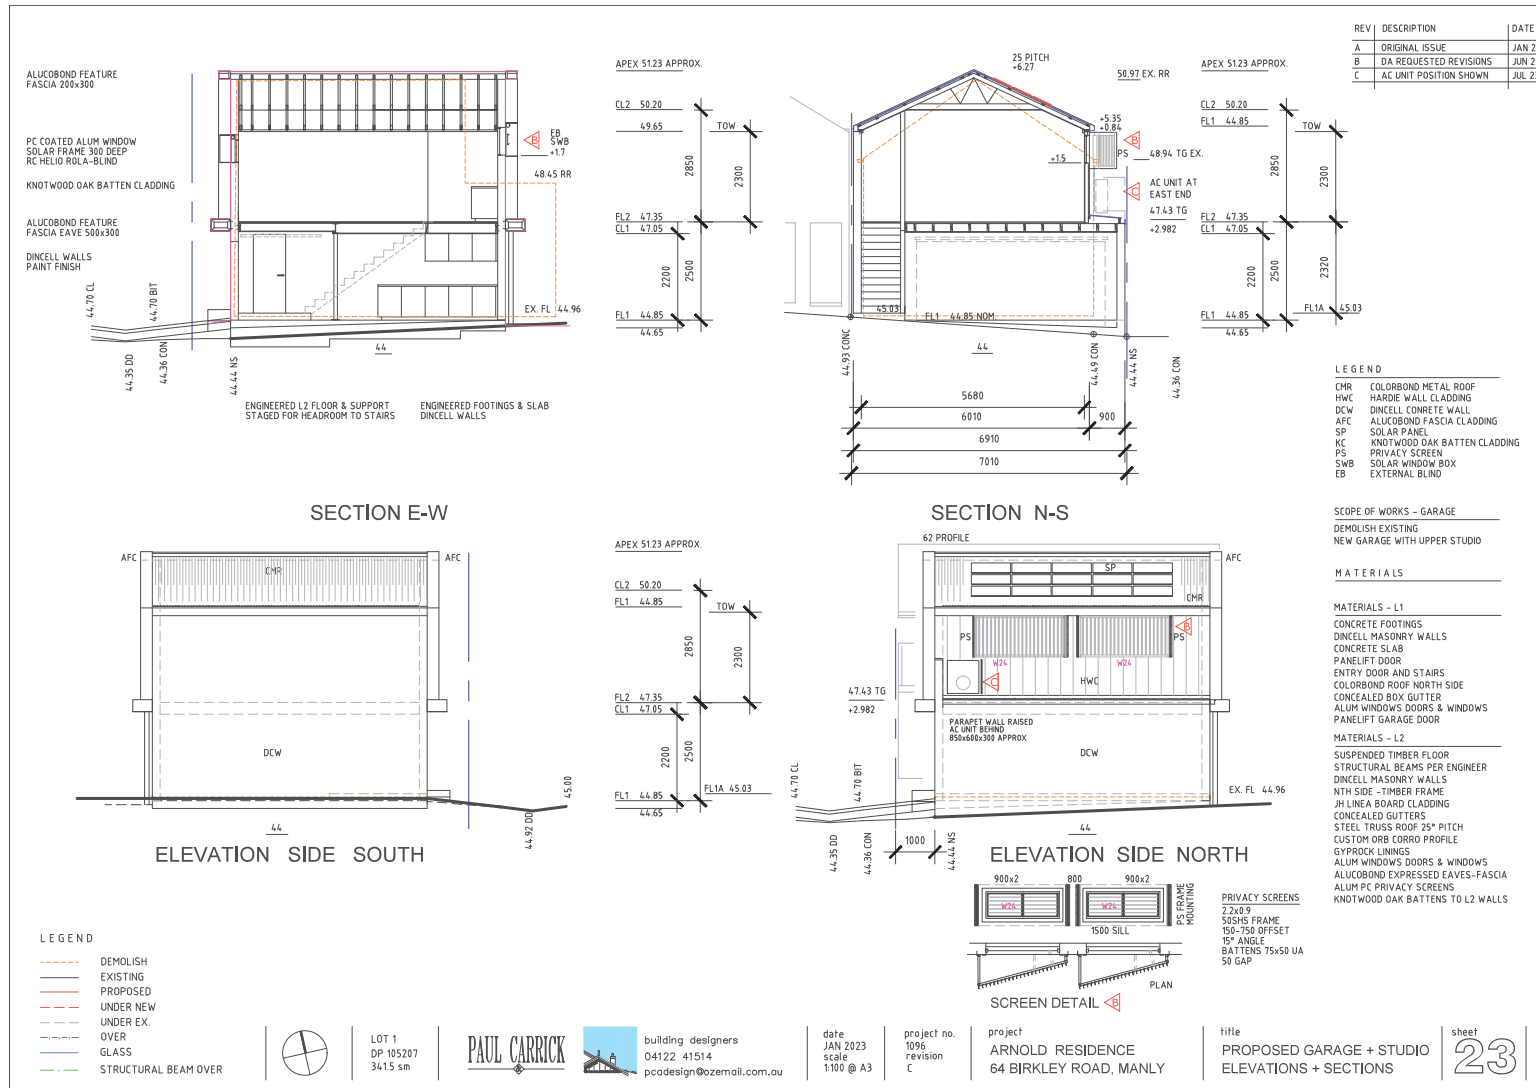 REV DESCRIPTION DATE
A ORIGINAL ISSUE JAN 2
B DA REQUESTED REVISIONS JUN 2
C AC UNIT POSITION SHOWN JUL 2
ALUCOBOND FEATURE
FASCIA 200x300
PC COATED ALUM WINDOW
SOLAR FRAME 300 DEEP
RC HELIO ROLA-BLIND
KNOTWOOD OAK BATTEN CLADDING
ALUCOBOND FEATURE
FASCIA EAVE 500x300
DINCELL WALLS
PAINT FINISH
44.70 CL
44.70 BIT
44.35 DD
44.36 CON
44.44 NS
44
EB
SWB
+1.7
B
48.45 RR
EX. FL 44.96
ENGINEERED L2 FLOOR & SUPPORT
STAGED FOR HEADROOM TO STAIRS
ENGINEERED FOOTINGS & SLAB
DINCELL WALLS
SECTION E-W
APEX 51.23 APPROX.
CL2 50.20
49.65
TOW
2850
2300
FL2 47.35
CL1 47.05
2200
2500
FL1 44.85
44.65
25 PITCH
+6.27
50.97 EX. RR
+5.35
+0.84
B
PS
48.94 TG EX.
+1.5
AC UNIT AT
EAST END
C
47.43 TG
+2.982
45.03
FL1 44.85 NOM.
44.93 CONC
44
44.49 CON
44.44 NS
44.36 CON
5680
6010
900
6910
7010
SECTION N-S
APEX 51.23 APPROX.
CL2 50.20
FL1 44.85
TOW
2850
2300
FL2 47.35
CL1 47.05
2200
2500
2320
FL1 44.85
44.65
FL1A 45.03
LEGEND
CMR COLORBOND METAL ROOF
HWC HARDIE WALL CLADDING
DCW DINCELL CONRETE WALL
AFC ALUCOBOND FASCIA CLADDING
SP SOLAR PANEL
KC KNOTWOOD OAK BATTEN CLADDING
PS PRIVACY SCREEN
SWB SOLAR WINDOW BOX
EB EXTERNAL BLIND
SCOPE OF WORKS - GARAGE
DEMOLISH EXISTING
NEW GARAGE WITH UPPER STUDIO
MATERIALS
MATERIALS - L1
CONCRETE FOOTINGS
DINCELL MASONRY WALLS
CONCRETE SLAB
PANELIFT DOOR
ENTRY DOOR AND STAIRS
COLORBOND ROOF NORTH SIDE
CONCEALED BOX GUTTER
ALUM WINDOWS DOORS & WINDOWS
PANELIFT GARAGE DOOR
MATERIALS - L2
SUSPENDED TIMBER FLOOR
STRUCTURAL BEAMS PER ENGINEER
DINCELL MASONRY WALLS
NTH SIDE -TIMBER FRAME
JH LINEA BOARD CLADDING
CONCEALED GUTTERS
STEEL TRUSS ROOF 25° PITCH
CUSTOM ORB CORRO PROFILE
GYPROCK LININGS
ALUM WINDOWS DOORS & WINDOWS
ALUCOBOND EXPRESSED EAVES-FASCIA
ALUM PC PRIVACY SCREENS
KNOTWOOD OAK BATTENS TO L2 WALLS
AFC
AFC
CMR
DCW
44
45.00
44.92 DD
ELEVATION SIDE SOUTH
APEX 51.23 APPROX.
CL2 50.20
FL1 44.85
TOW
2850
2300
FL2 47.35
CL1 47.05
2200
2500
FL1 44.85
44.65
FL1A 45.03
62 PROFILE
AFC
SP
CMR
PS
PS
B
W24
W24
C
HWC
47.43 TG
+2.982
PARAPET WALL RAISED
AC UNIT BEHIND
850x600x300 APPROX
DCW
44.70 CL
44.70 BIT
EX. FL 44.96
44.35 DD
44.36 CON
1000
44.44 NS
44
ELEVATION SIDE NORTH
900x2 800 900x2
W24
W24
PS FRAME
MOUNTING
1500 SILL
PLAN
SCREEN DETAIL B
PRIVACY SCREENS
2.2x0.9
50SHS FRAME
150-750 OFFSET
15° ANGLE
BATTENS 75x50 UA
50 GAP
LEGEND
DEMOLISH
EXISTING
PROPOSED
UNDER NEW
UNDER EX.
OVER
GLASS
STRUCTURAL BEAM OVER
LOT 1
DP 105207
341.5 sm
PAUL CARRICK
building designers
04122 41514
pcadesign@ozemail.com.au
date
JAN 2023
scale
1:100 @ A3
project no.
1096
revision
C
project
ARNOLD RESIDENCE
64 BIRKLEY ROAD, MANLY
title
PROPOSED GARAGE + STUDIO
ELEVATIONS + SECTIONS
sheet
23